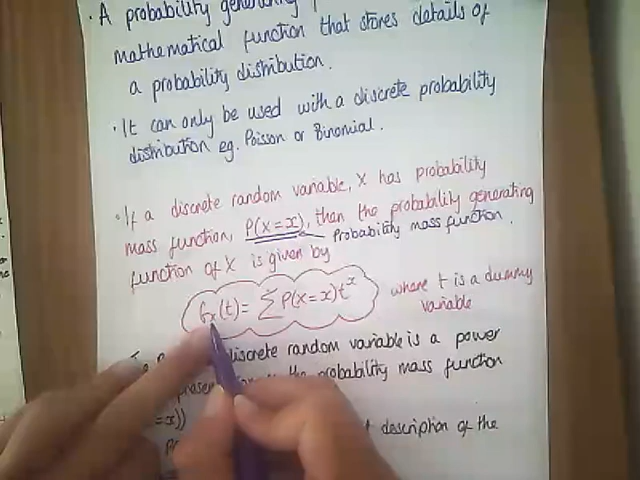 · A probability generating
mathematical function that stores details of
a probability distribution.
· It can only be used with a discrete probability
distribution eg. Poisson or Binomial.
· If a discrete random variable, X has probability
mass function, P(X=x), then the probability generating
Probability mass function.
function of X is given by
Gx(t) = Σ P(X=x)t^x where t is a dummy
variable
discrete random variable is a power
the probability mass function
=x))
description of the